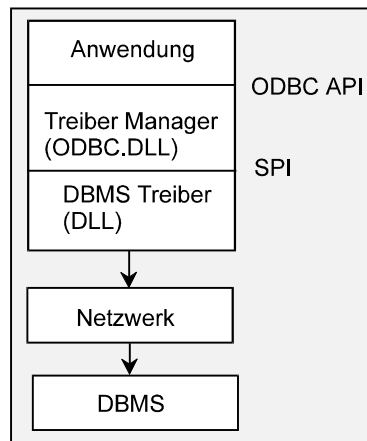 Anwendung
ODBC API
Treiber Manager
(ODBC.DLL)
SPI
DBMS Treiber
(DLL)
Netzwerk
DBMS